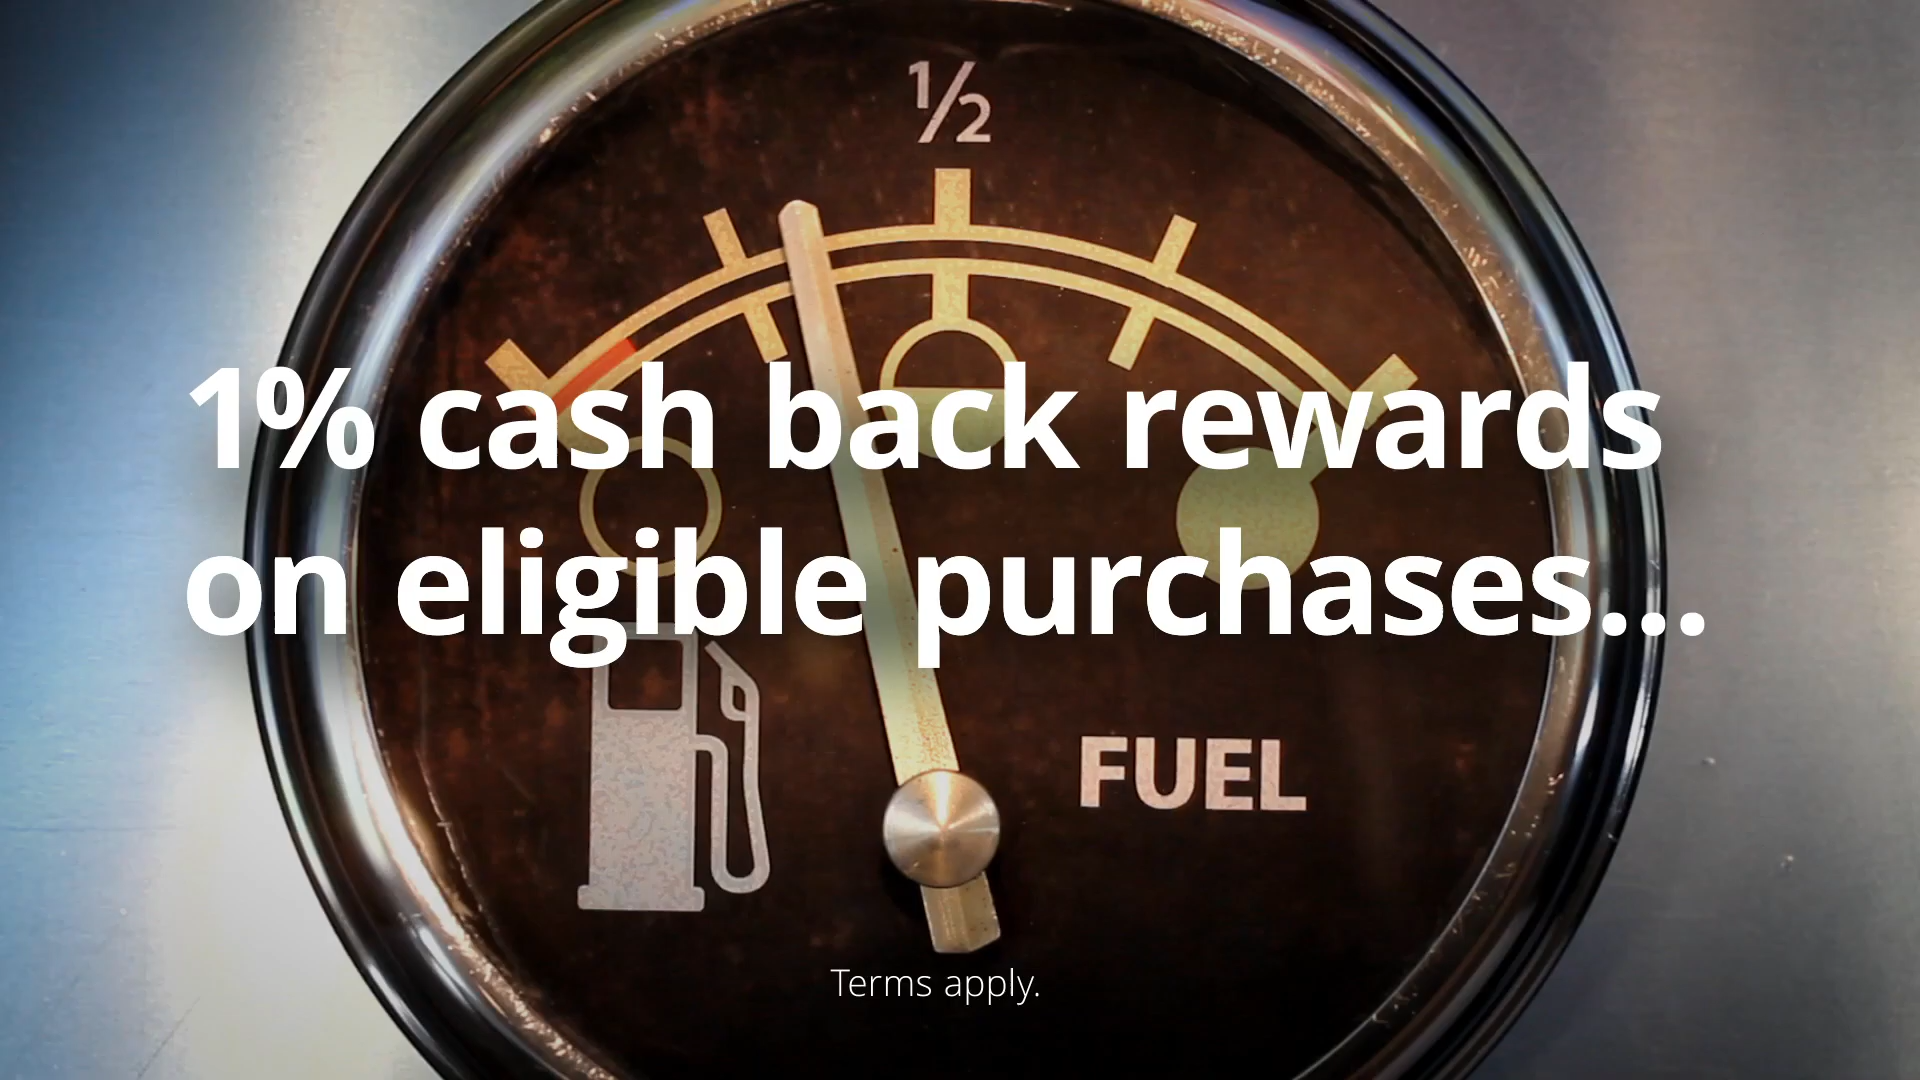 ½
1% cash back rewards
on eligible purchases...
FUEL
Terms apply.